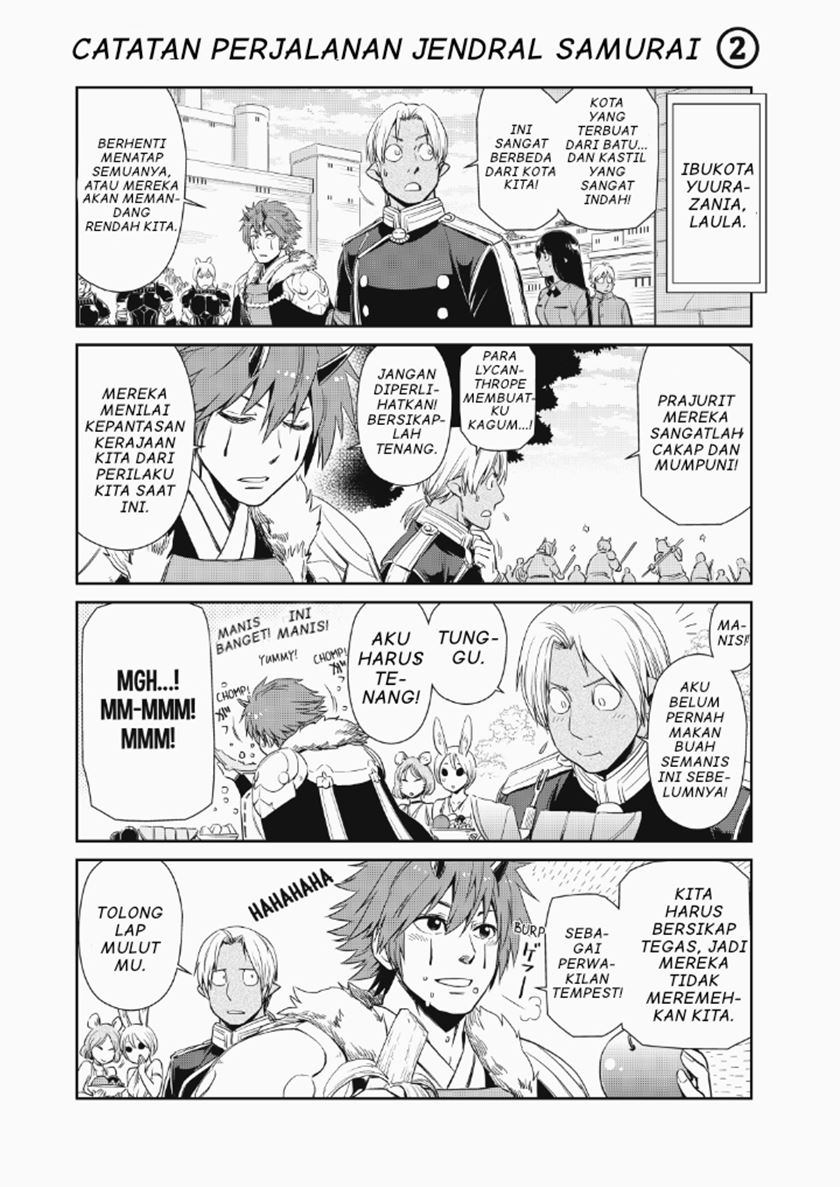 CATATAN PERJALANAN JENDRAL SAMURAI ②
IBUKOTA
YUURA-
ZANIA,
LAULA.
KOTA
YANG
TERBUAT
DARI BATU...
DAN KASTIL
YANG
SANGAT
INDAH!
INI
SANGAT
BERBEDA
DARI KOTA
KITA!
BERHENTI
MENATAP
SEMUANYA,
ATAU MEREKA
AKAN MEMAN-
DANG
RENDAH KITA.
PRAJURIT
MEREKA
SANGATLAH
CAKAP DAN
MUMPUNI!
PARA
LYCAN-
THROPE
MEMBUAT-
KU
KAGUM...!
JANGAN
DIPERLI-
HATKAN!
BERSIKAP-
LAH
TENANG.
MEREKA
MENILAI
KEPANTASAN
KERAJAAN
KITA DARI
PERILAKU
KITA SAAT
INI.
MA-
NIS!
AKU
BELUM
PERNAH
MAKAN
BUAH
SEMANIS
INI SEBE-
LUMNYA!
TUNG-
GU.
AKU
HARUS
TE-
NANG!
INI
MANIS!
MANIS
BANGET!
YUMMY!
CHOMP!
CHOMP!
MGH...!
MM-MMM!
MMM!
KITA
HARUS
BERSIKAP
TEGAS, JADI
MEREKA
TIDAK
MEREMEH-
KAN KITA.
SEBA-
GAI
PERWA-
KILAN
TEMPEST!
BURP
ゲフー
HAHAHAHA
TOLONG
LAP
MULUT
MU.